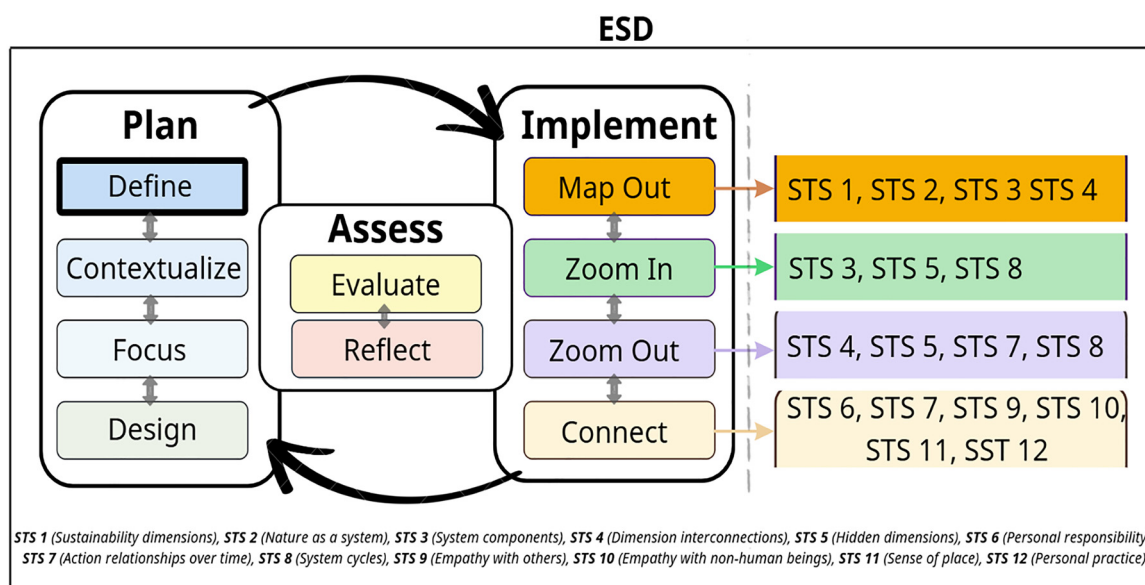 ESD
Plan
Define
Contextualize
Focus
Design
Assess
Evaluate
Reflect
Implement
Map Out
Zoom In
Zoom Out
Connect
STS 1, STS 2, STS 3 STS 4
STS 3, STS 5, STS 8
STS 4, STS 5, STS 7, STS 8
STS 6, STS 7, STS 9, STS 10,
STS 11, SST 12
STS 1 (Sustainability dimensions), STS 2 (Nature as a system), STS 3 (System components), STS 4 (Dimension interconnections), STS 5 (Hidden dimensions), STS 6 (Personal responsibility
STS 7 (Action relationships over time), STS 8 (System cycles), STS 9 (Empathy with others), STS 10 (Empathy with non-human beings), STS 11 (Sense of place), STS 12 (Personal practice)